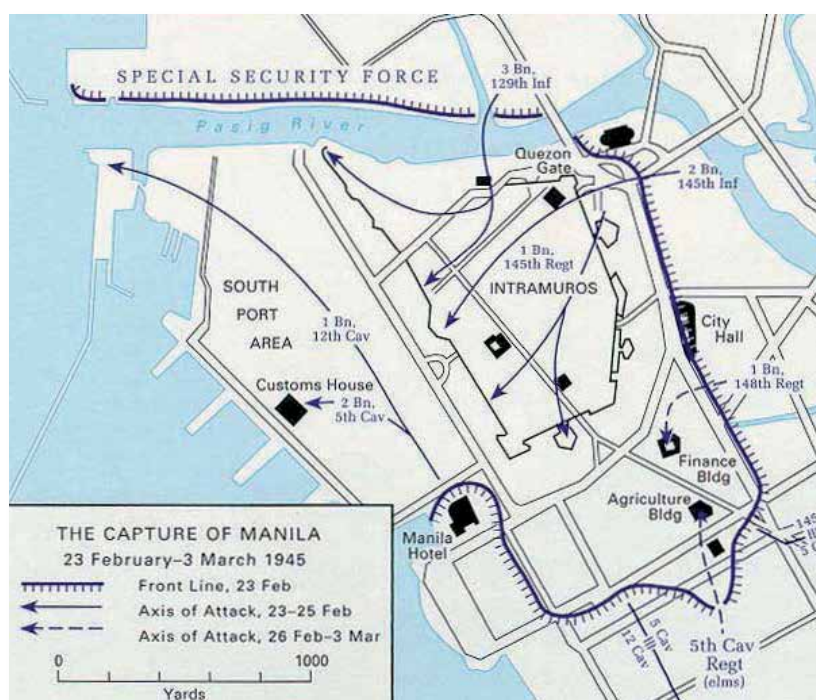 SPECIAL SECURITY FORCE
Pasig River
3 Bn,
129th Inf
Quezon
Gate
2 Bn,
145th Inf
1 Bn,
145th Regt
INTRAMUROS
SOUTH
PORT
AREA
1 Bn,
12th Cav
City
Hall
Customs House
2 Bn,
5th Cav
1 Bn,
148th Regt
Finance
Bldg
Agriculture
Bldg
Manila
Hotel
5 Cav
III
12 Cav
5th Cav
Regt
(elms)
THE CAPTURE OF MANILA
23 February–3 March 1945
Front Line, 23 Feb
Axis of Attack, 23–25 Feb
Axis of Attack, 26 Feb–3 Mar
0
1000
Yards